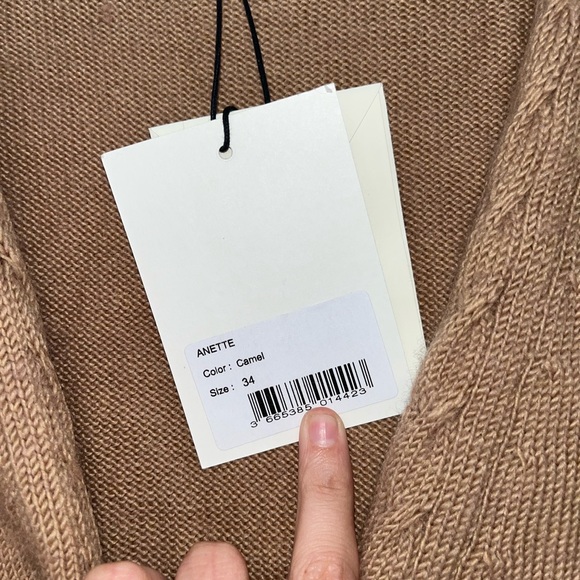 ANETTE
Color : Camel
Size : 34
3 665385 014423